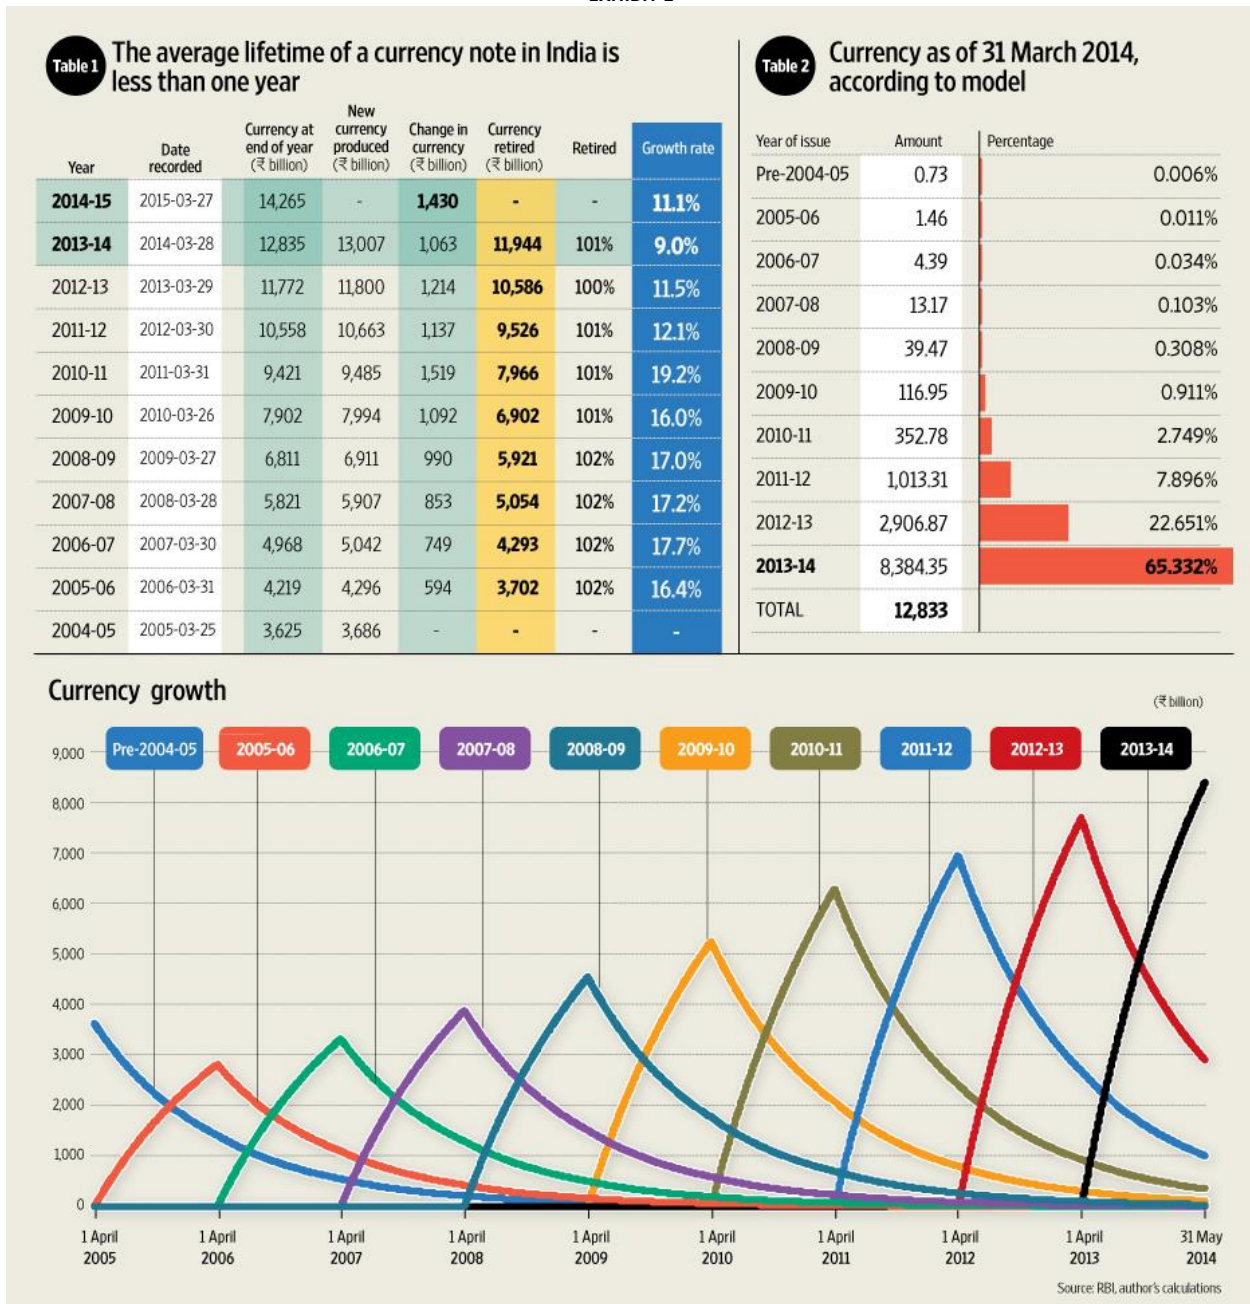 Table 1
The average lifetime of a currency note in India is
less than one year
Year
Date
recorded
Currency at
end of year
(₹ billion)
New
currency
produced
(₹ billion)
Change in
currency
(₹ billion)
Currency
retired
(₹ billion)
Retired
Growth rate
2014-15 2015-03-27 14,265 - 1,430 - - 11.1%
2013-14 2014-03-28 12,835 13,007 1,063 11,944 101% 9.0%
2012-13 2013-03-29 11,772 11,800 1,214 10,586 100% 11.5%
2011-12 2012-03-30 10,558 10,663 1,137 9,526 101% 12.1%
2010-11 2011-03-31 9,421 9,485 1,519 7,966 101% 19.2%
2009-10 2010-03-26 7,902 7,994 1,092 6,902 101% 16.0%
2008-09 2009-03-27 6,811 6,911 990 5,921 102% 17.0%
2007-08 2008-03-28 5,821 5,907 853 5,054 102% 17.2%
2006-07 2007-03-30 4,968 5,042 749 4,293 102% 17.7%
2005-06 2006-03-31 4,219 4,296 594 3,702 102% 16.4%
2004-05 2005-03-25 3,625 3,686 - - - -
Table 2
Currency as of 31 March 2014,
according to model
Year of issue Amount Percentage
Pre-2004-05 0.73 0.006%
2005-06 1.46 0.011%
2006-07 4.39 0.034%
2007-08 13.17 0.103%
2008-09 39.47 0.308%
2009-10 116.95 0.911%
2010-11 352.78 2.749%
2011-12 1,013.31 7.896%
2012-13 2,906.87 22.651%
2013-14 8,384.35 65.332%
TOTAL 12,833
Currency growth
(₹ billion)
Pre-2004-05 2005-06 2006-07 2007-08 2008-09 2009-10 2010-11 2011-12 2012-13 2013-14
9,000
8,000
7,000
6,000
5,000
4,000
3,000
2,000
1,000
0
1 April 1 April 1 April 1 April 1 April 1 April 1 April 1 April 1 April 31 May
2005 2006 2007 2008 2009 2010 2011 2012 2013 2014
Source: RBI, author's calculations